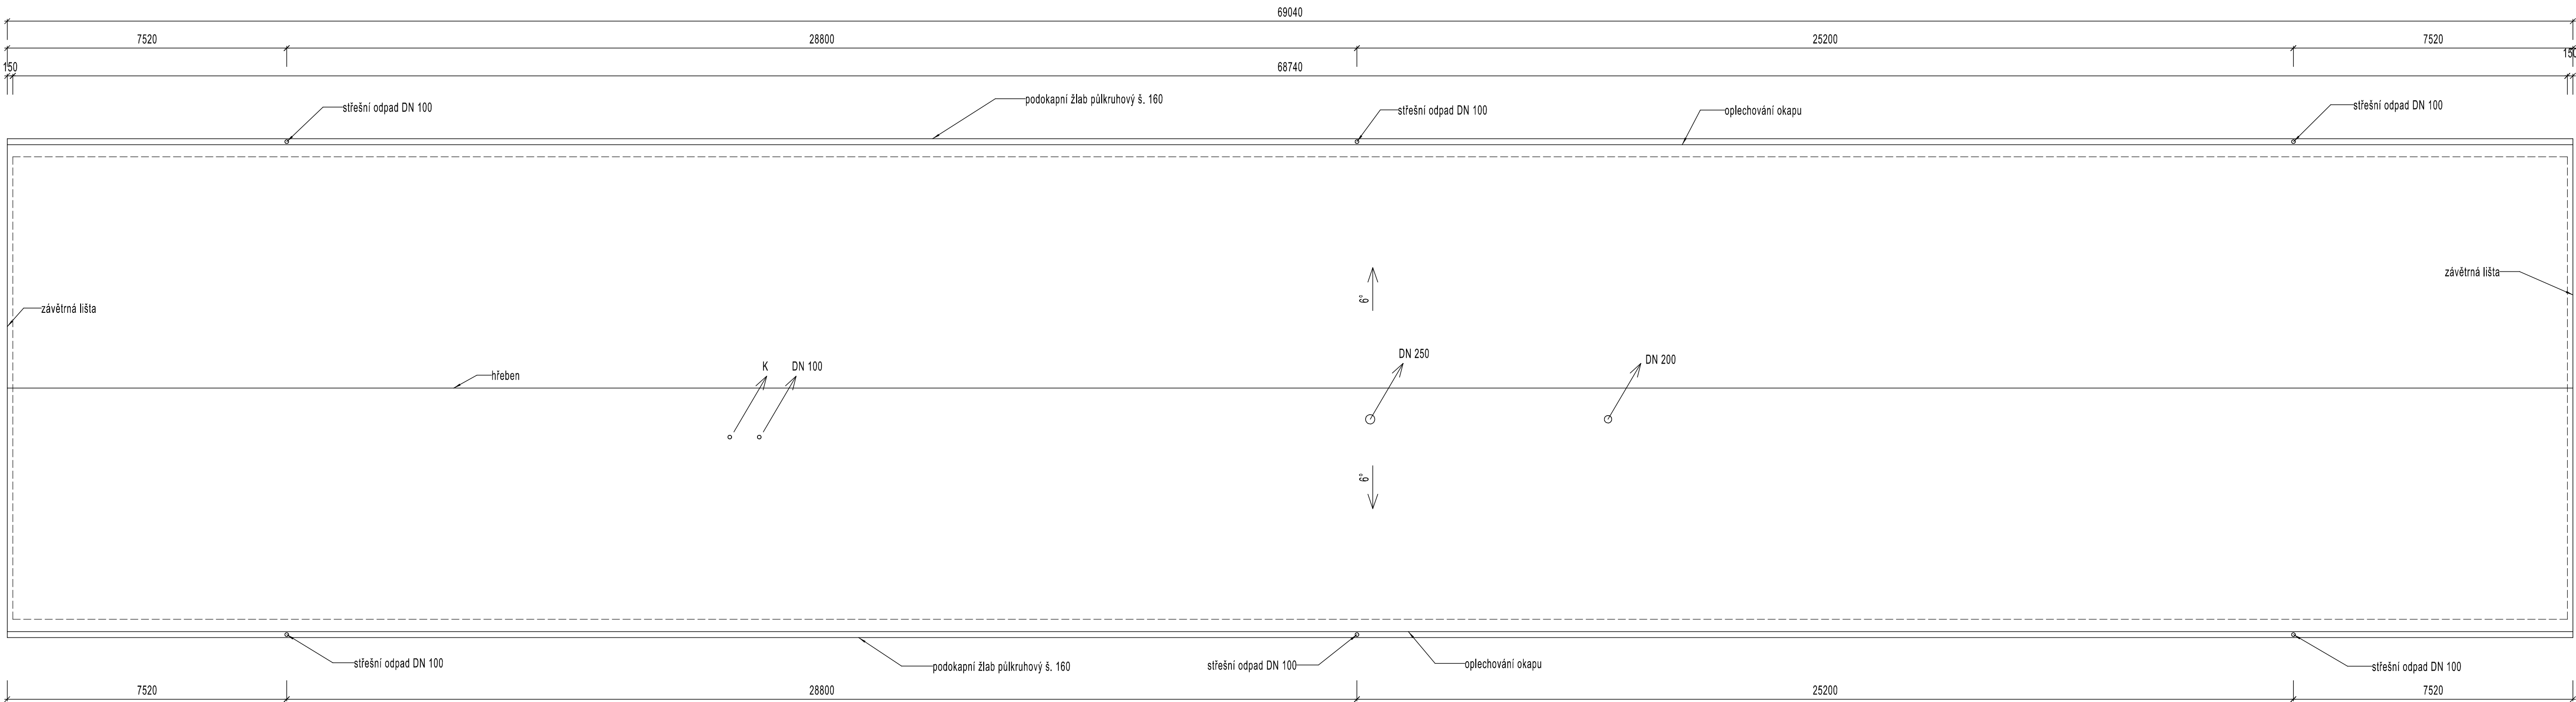 69040
7520
28800
25200
7520
150
68740
150
střešní odpad DN 100
podokapní žlab půlkruhový š. 160
střešní odpad DN 100
oplechování okapu
střešní odpad DN 100
závětrná lišta
6°
závětrná lišta
hřeben
K
DN 100
DN 250
DN 200
6°
střešní odpad DN 100
podokapní žlab půlkruhový š. 160
střešní odpad DN 100
oplechování okapu
střešní odpad DN 100
7520
28800
25200
7520